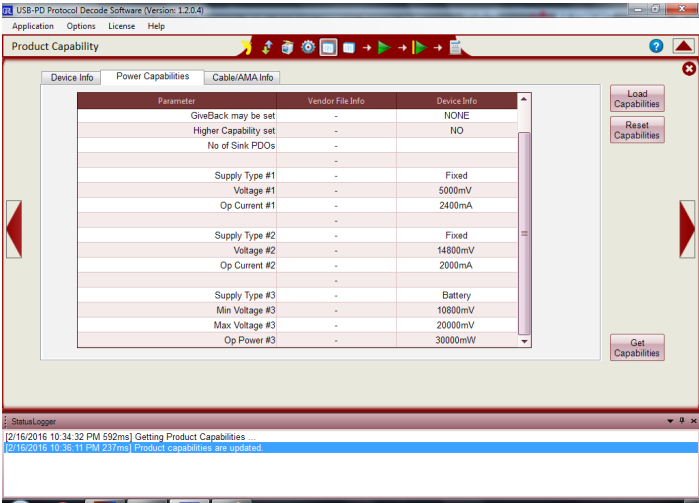 USB-PD Protocol Decode Software (Version: 1.2.0.4)
Application Options License Help
Product Capability
Device Info Power Capabilities Cable/AMA Info
Parameter Vendor File Info Device Info
GiveBack may be set - NONE
Higher Capability set - NO
No of Sink PDOs -
-
Supply Type #1 - Fixed
Voltage #1 - 5000mV
Op Current #1 - 2400mA
-
Supply Type #2 - Fixed
Voltage #2 - 14800mV
Op Current #2 - 2000mA
-
Supply Type #3 - Battery
Min Voltage #3 - 10800mV
Max Voltage #3 - 20000mV
Op Power #3 - 30000mW
Load
Capabilities
Reset
Capabilities
Get
Capabilities
StatusLogger
[2/16/2016 10:34:32 PM 592ms] Getting Product Capabilities ...
[2/16/2016 10:36:11 PM 237ms] Product capabilities are updated.